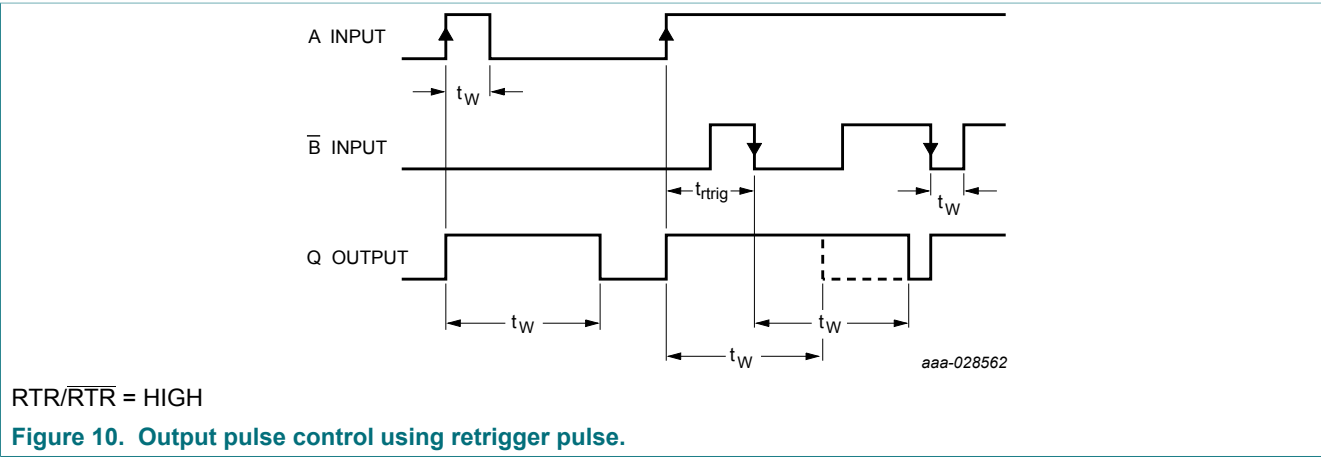 A INPUT
tW
B̅ INPUT
trtrig
tW
Q OUTPUT
tW
tW
tW
aaa-028562
RTR/R̅T̅R̅ = HIGH
Figure 10. Output pulse control using retrigger pulse.